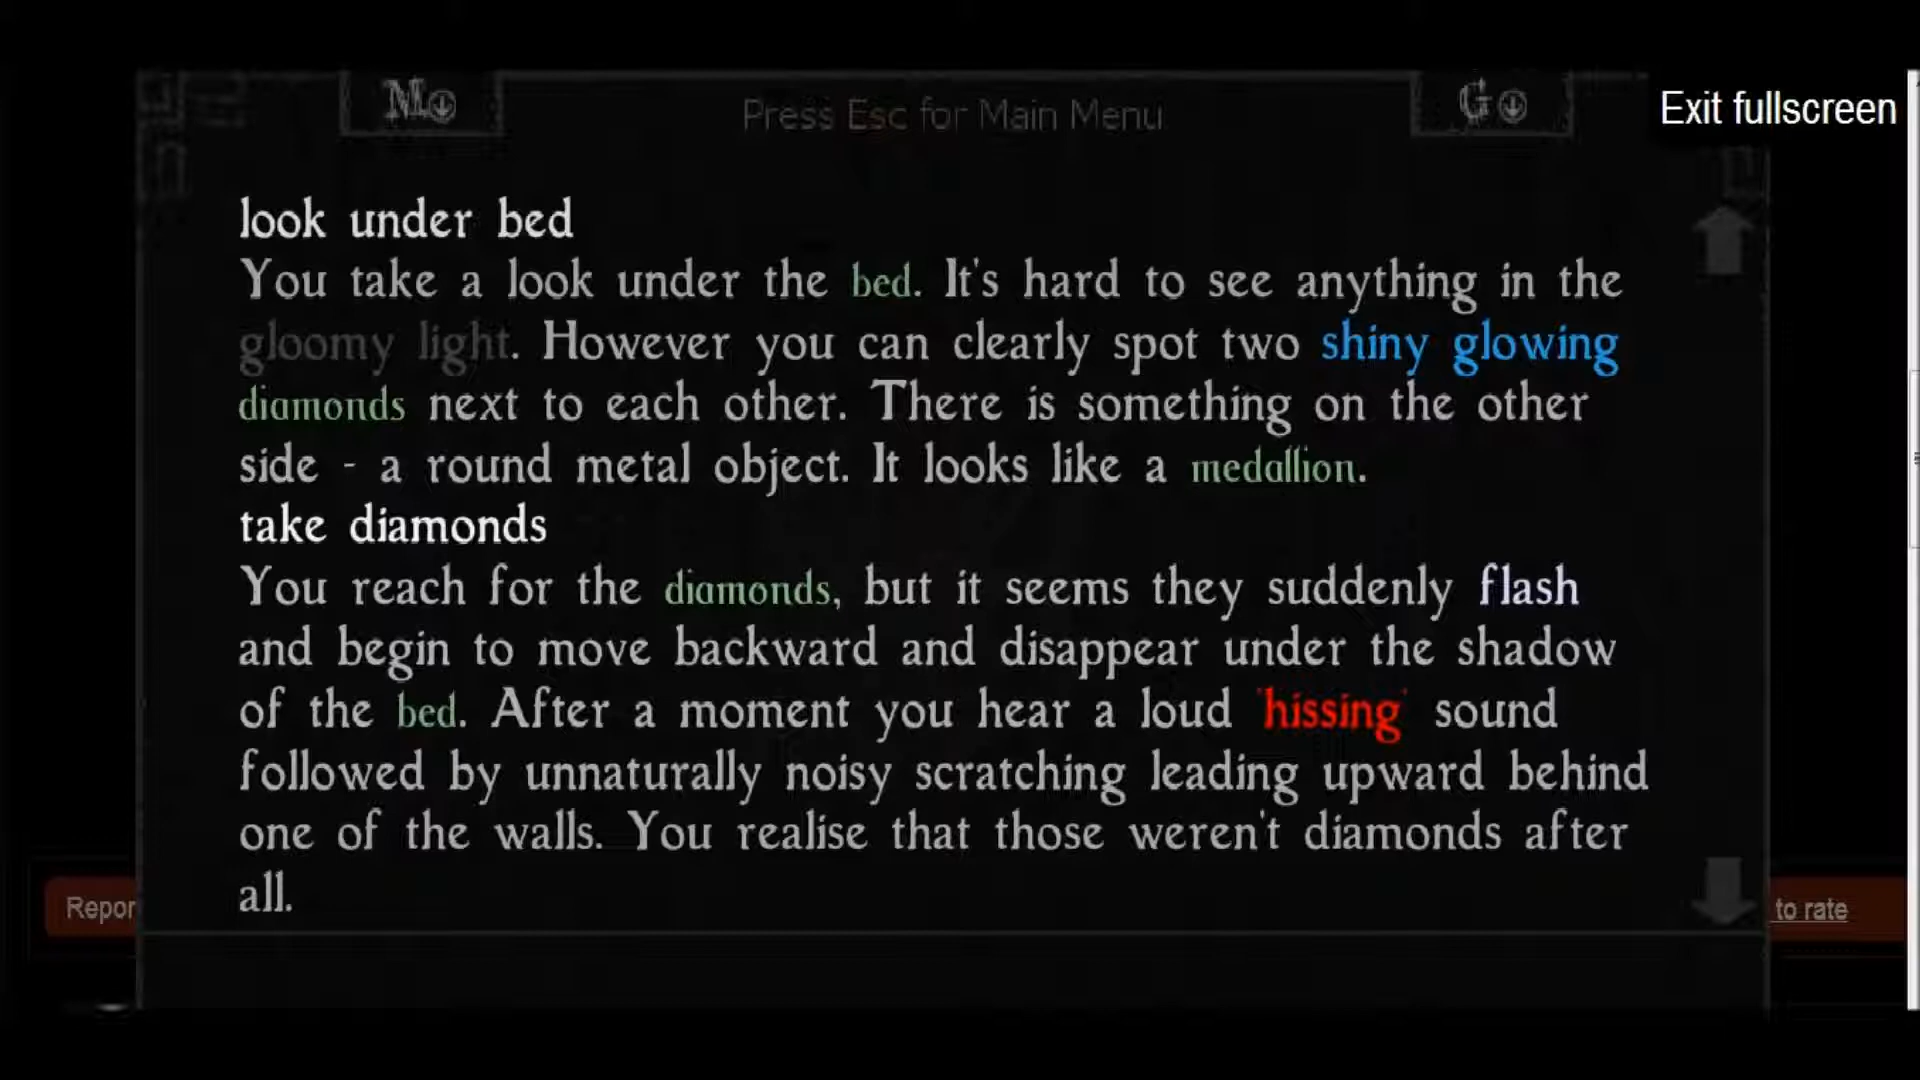 M
Press Esc for Main Menu
G
Exit fullscreen
look under bed
You take a look under the bed. It's hard to see anything in the
gloomy light. However you can clearly spot two shiny glowing
diamonds next to each other. There is something on the other
side - a round metal object. It looks like a medallion.
take diamonds
You reach for the diamonds, but it seems they suddenly flash
and begin to move backward and disappear under the shadow
of the bed. After a moment you hear a loud 'hissing' sound
followed by unnaturally noisy scratching leading upward behind
one of the walls. You realise that those weren't diamonds after
all.
Repor
to rate